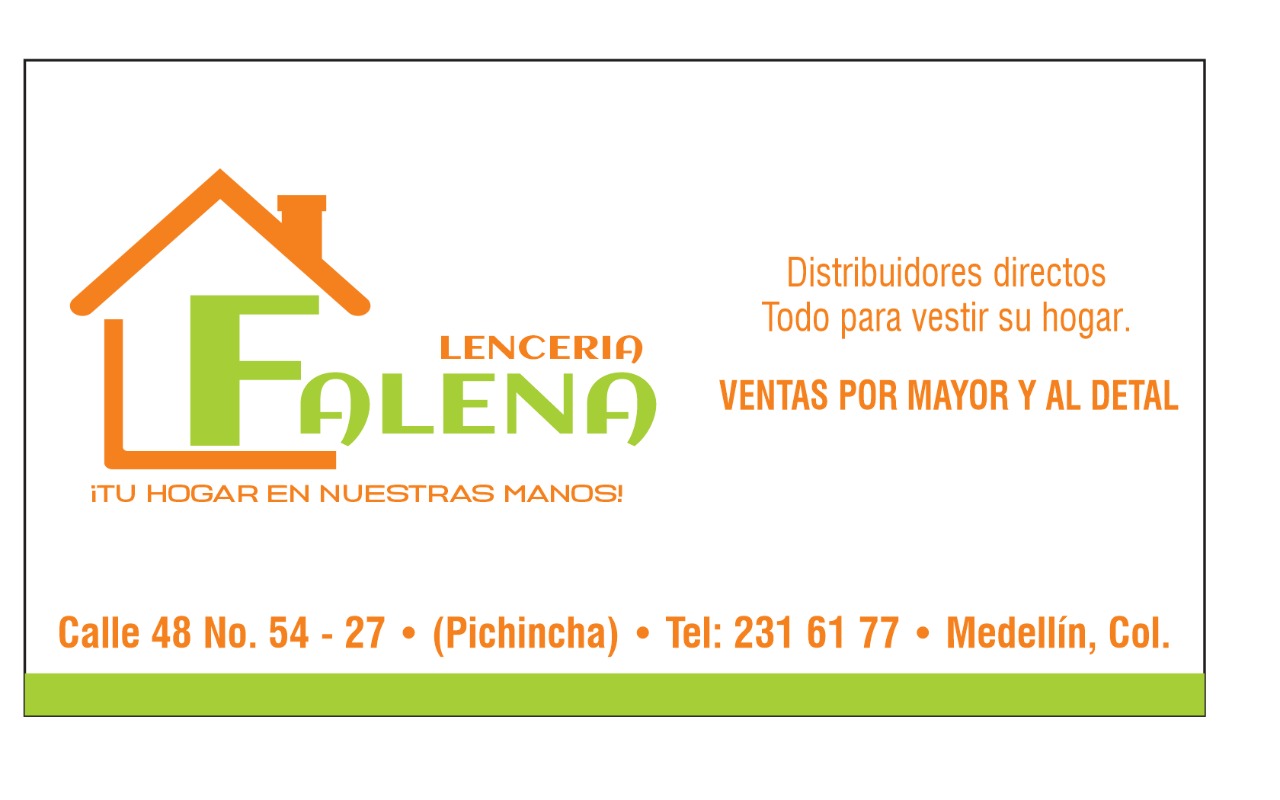 LENCERIA
FALENA
¡TU HOGAR EN NUESTRAS MANOS!
Distribuidores directos
Todo para vestir su hogar.
VENTAS POR MAYOR Y AL DETAL
Calle 48 No. 54 - 27 • (Pichincha) • Tel: 231 61 77 • Medellín, Col.